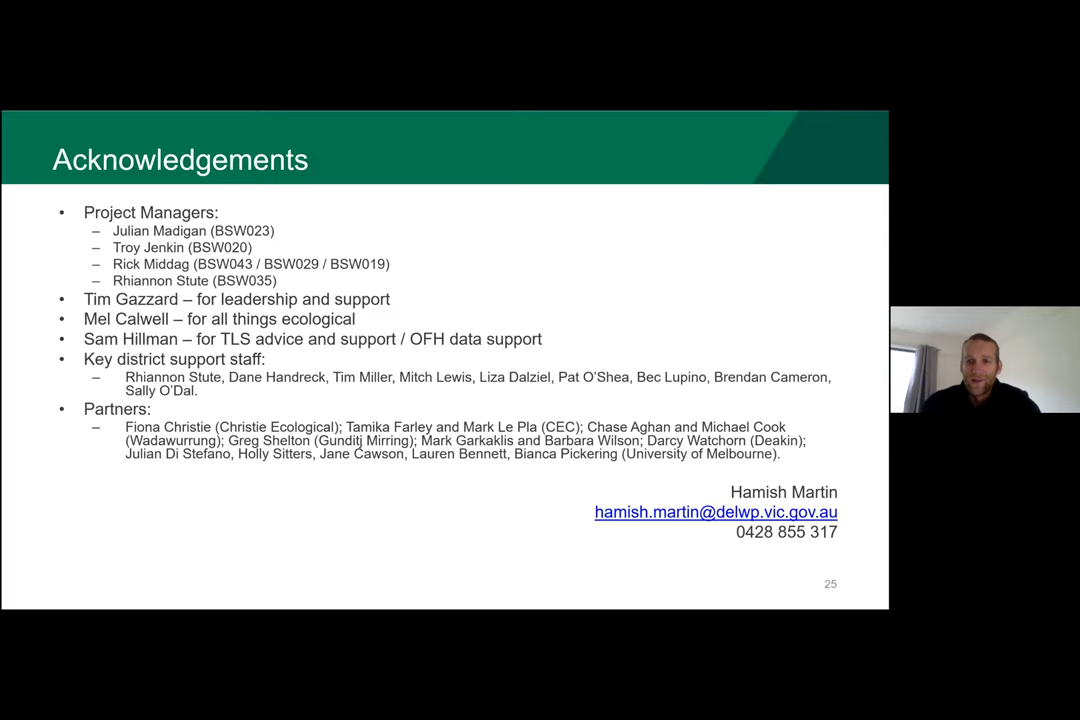 Acknowledgements
• Project Managers:
– Julian Madigan (BSW023)
– Troy Jenkin (BSW020)
– Rick Middag (BSW043 / BSW029 / BSW019)
– Rhiannon Stute (BSW035)
• Tim Gazzard – for leadership and support
• Mel Calwell – for all things ecological
• Sam Hillman – for TLS advice and support / OFH data support
• Key district support staff:
– Rhiannon Stute, Dane Handreck, Tim Miller, Mitch Lewis, Liza Dalziel, Pat O'Shea, Bec Lupino, Brendan Cameron,
Sally O'Dal.
• Partners:
– Fiona Christie (Christie Ecological); Tamika Farley and Mark Le Pla (CEC); Chase Aghan and Michael Cook
(Wadawurrung); Greg Shelton (Gunditj Mirring); Mark Garkaklis and Barbara Wilson; Darcy Watchorn (Deakin);
Julian Di Stefano, Holly Sitters, Jane Cawson, Lauren Bennett, Bianca Pickering (University of Melbourne).
Hamish Martin
hamish.martin@delwp.vic.gov.au
0428 855 317
25